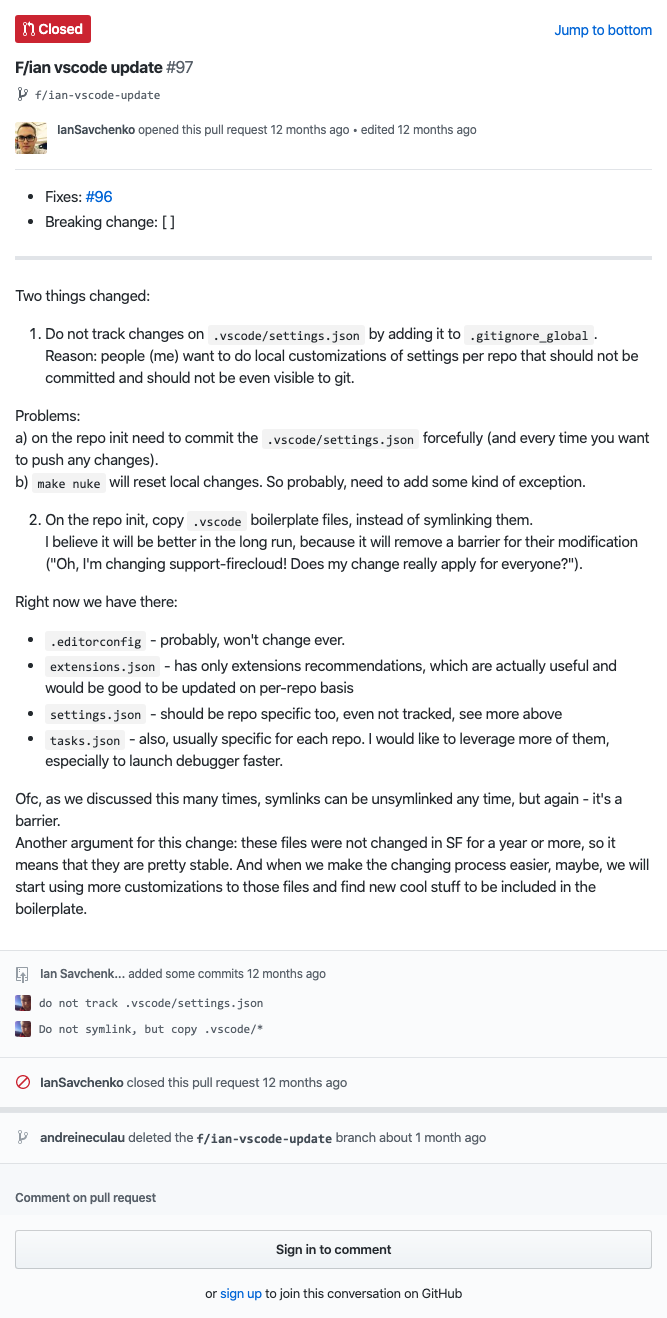 Closed
Jump to bottom
F/ian vscode update #97
f/ian-vscode-update
IanSavchenko opened this pull request 12 months ago • edited 12 months ago
• Fixes: #96
• Breaking change: [ ]
Two things changed:
1. Do not track changes on .vscode/settings.json by adding it to .gitignore_global .
Reason: people (me) want to do local customizations of settings per repo that should not be
committed and should not be even visible to git.
Problems:
a) on the repo init need to commit the .vscode/settings.json forcefully (and every time you want
to push any changes).
b) make nuke will reset local changes. So probably, need to add some kind of exception.
2. On the repo init, copy .vscode boilerplate files, instead of symlinking them.
I believe it will be better in the long run, because it will remove a barrier for their modification
("Oh, I'm changing support-firecloud! Does my change really apply for everyone?").
Right now we have there:
• .editorconfig - probably, won't change ever.
• extensions.json - has only extensions recommendations, which are actually useful and
would be good to be updated on per-repo basis
• settings.json - should be repo specific too, even not tracked, see more above
• tasks.json - also, usually specific for each repo. I would like to leverage more of them,
especially to launch debugger faster.
Ofc, as we discussed this many times, symlinks can be unsymlinked any time, but again - it's a
barrier.
Another argument for this change: these files were not changed in SF for a year or more, so it
means that they are pretty stable. And when we make the changing process easier, maybe, we will
start using more customizations to those files and find new cool stuff to be included in the
boilerplate.
Ian Savchenk... added some commits 12 months ago
do not track .vscode/settings.json
Do not symlink, but copy .vscode/*
IanSavchenko closed this pull request 12 months ago
andreineculau deleted the f/ian-vscode-update branch about 1 month ago
Comment on pull request
Sign in to comment
or sign up to join this conversation on GitHub